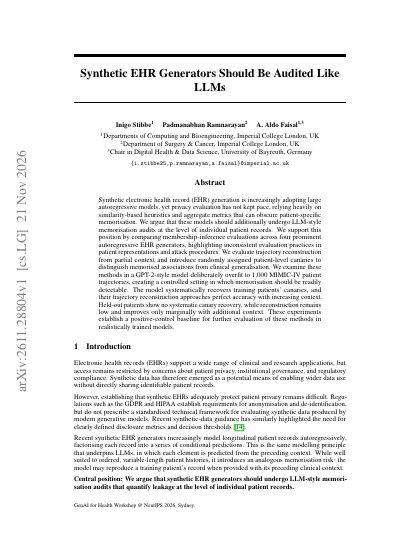 Synthetic EHR Generators Should Be Audited Like
LLMs
Inigo Stibbe1 Padmanabhan Ramnarayan2 A. Aldo Faisal1,3
1Departments of Computing and Bioengineering, Imperial College London, UK
2Department of Surgery & Cancer, Imperial College London, UK
3Chair in Digital Health & Data Science, University of Bayreuth, Germany
{i.stibbe25,p.ramnarayan,a.faisal}@imperial.ac.uk
Abstract
Synthetic electronic health record (EHR) generation is increasingly adopting large
autoregressive models, yet privacy evaluation has not kept pace, relying heavily on
similarity-based heuristics and aggregate metrics that can obscure patient-specific
memorisation. We argue that these models should additionally undergo LLM-style
memorisation audits at the level of individual patient records. We support this
position by comparing membership-inference evaluations across four prominent
autoregressive EHR generators, highlighting inconsistent evaluation practices in
patient representations and attack procedures. We evaluate trajectory reconstruction
from partial context and introduce randomly assigned patient-level canaries to
distinguish memorised associations from clinical generalisation. We examine these
methods in a GPT-2-style model deliberately overfit to 1,000 MIMIC-IV patient
trajectories, creating a controlled setting in which memorisation should be readily
detectable. The model systematically recovers training patients' canaries, and
their trajectory reconstruction approaches perfect accuracy with increasing context.
Held-out patients show no systematic canary recovery, while reconstruction remains
low and improves only marginally with additional context. These experiments
establish a positive-control baseline for further evaluation of these methods in
realistically trained models.
1 Introduction
Electronic health records (EHRs) support a wide range of clinical and research applications, but
access remains restricted by concerns about patient privacy, institutional governance, and regulatory
compliance. Synthetic data has therefore emerged as a potential means of enabling wider data use
without directly sharing identifiable patient records.
However, establishing that synthetic EHRs adequately protect patient privacy remains difficult. Regu-
lations such as the GDPR and HIPAA establish requirements for anonymisation and de-identification,
but do not prescribe a standardised technical framework for evaluating synthetic data produced by
modern generative models. Recent synthetic-data guidance has similarly highlighted the need for
clearly defined disclosure metrics and decision thresholds [14].
Recent synthetic EHR generators increasingly model longitudinal patient records autoregressively,
factorising each record into a series of conditional predictions. This is the same modelling principle
that underpins LLMs, in which each element is predicted from the preceding context. While well
suited to ordered, variable-length patient histories, it introduces an analogous memorisation risk: the
model may reproduce a training patient's record when provided with its preceding clinical context.
Central position: We argue that synthetic EHR generators should undergo LLM-style memori-
sation audits that quantify leakage at the level of individual patient records.
GenAI for Health Workshop @ NeurIPS 2026, Sydney.
arXiv:2611.28804v1 [cs.LG] 21 Nov 2026